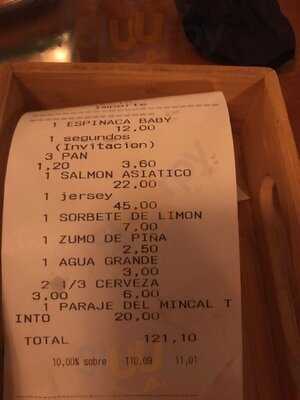 Importe
1 ESPINACA BABY
12,00
1 segundos
(Invitacion)
3 PAN
1,20 3,60
1 SALMON ASIATICO
22,00
1 jersey
45,00
1 SORBETE DE LIMON
7,00
1 ZUMO DE PIÑA
2,50
1 AGUA GRANDE
3,00
2 1/3 CERVEZA
3,00 6,00
1 PARAJE DEL MINCAL T
INTO 20,00
TOTAL 121,10
10,00% sobre 110,09 11,01